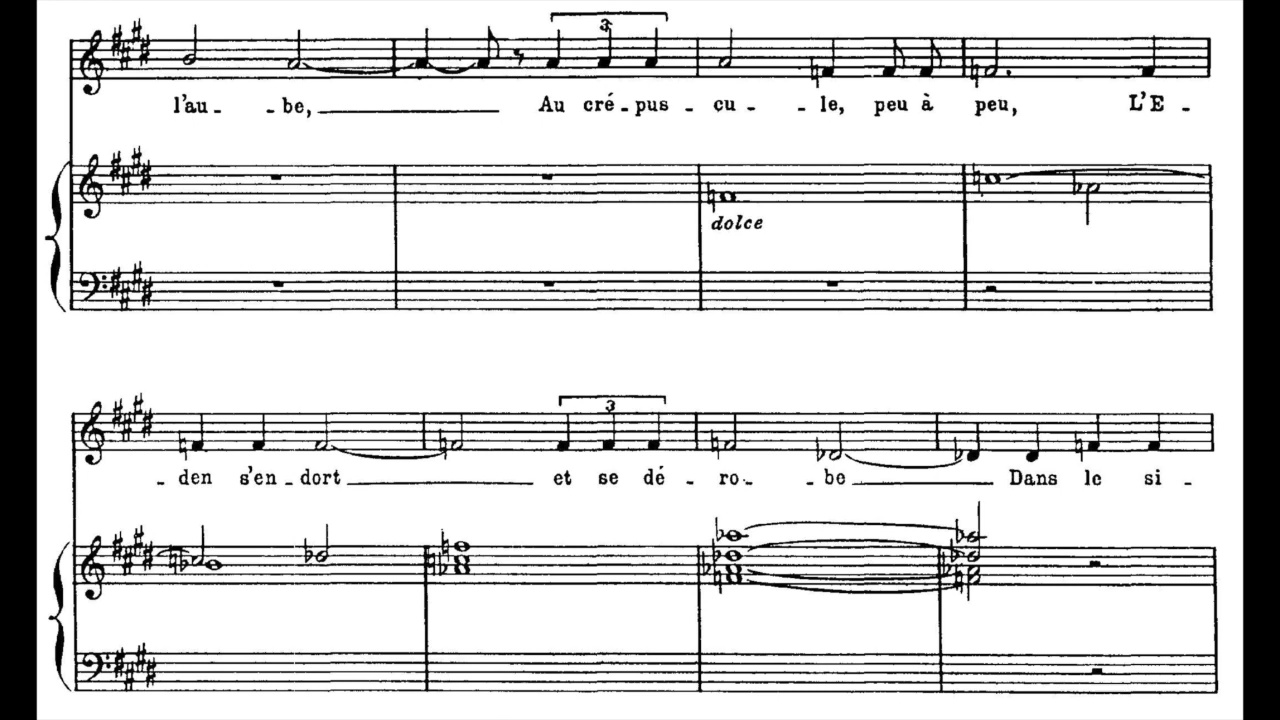 3
l'au - - be, Au cré - pus - cu - - le, peu à peu, L'E -
dolce
3
- den s'en - dort et se dé - ro - - be Dans le si -